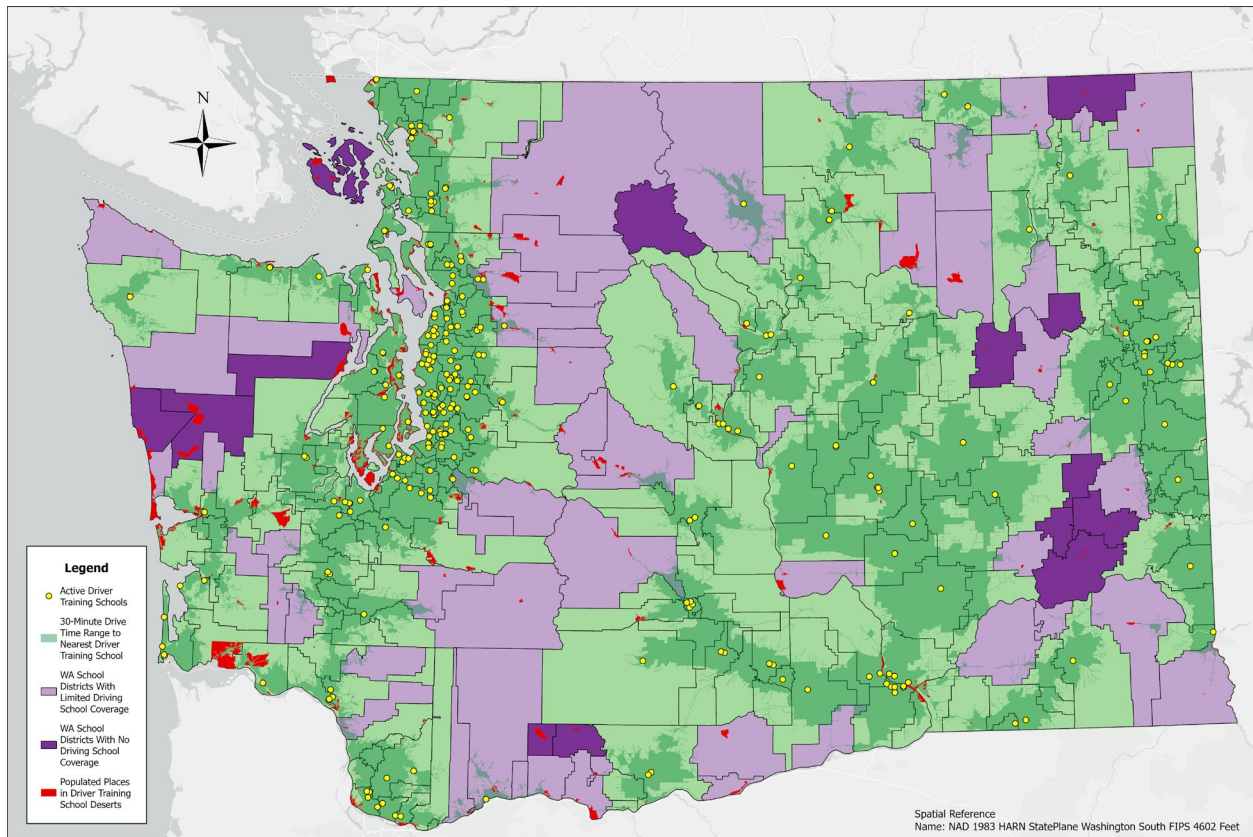 N
Legend
Active Driver
Training Schools
30-Minute Drive
Time Range to
Nearest Driver
Training School
WA School
Districts With
Limited Driving
School Coverage
WA School
Districts With No
Driving School
Coverage
Populated Places
in Driver Training
School Deserts
Spatial Reference
Name: NAD 1983 HARN StatePlane Washington South FIPS 4602 Feet